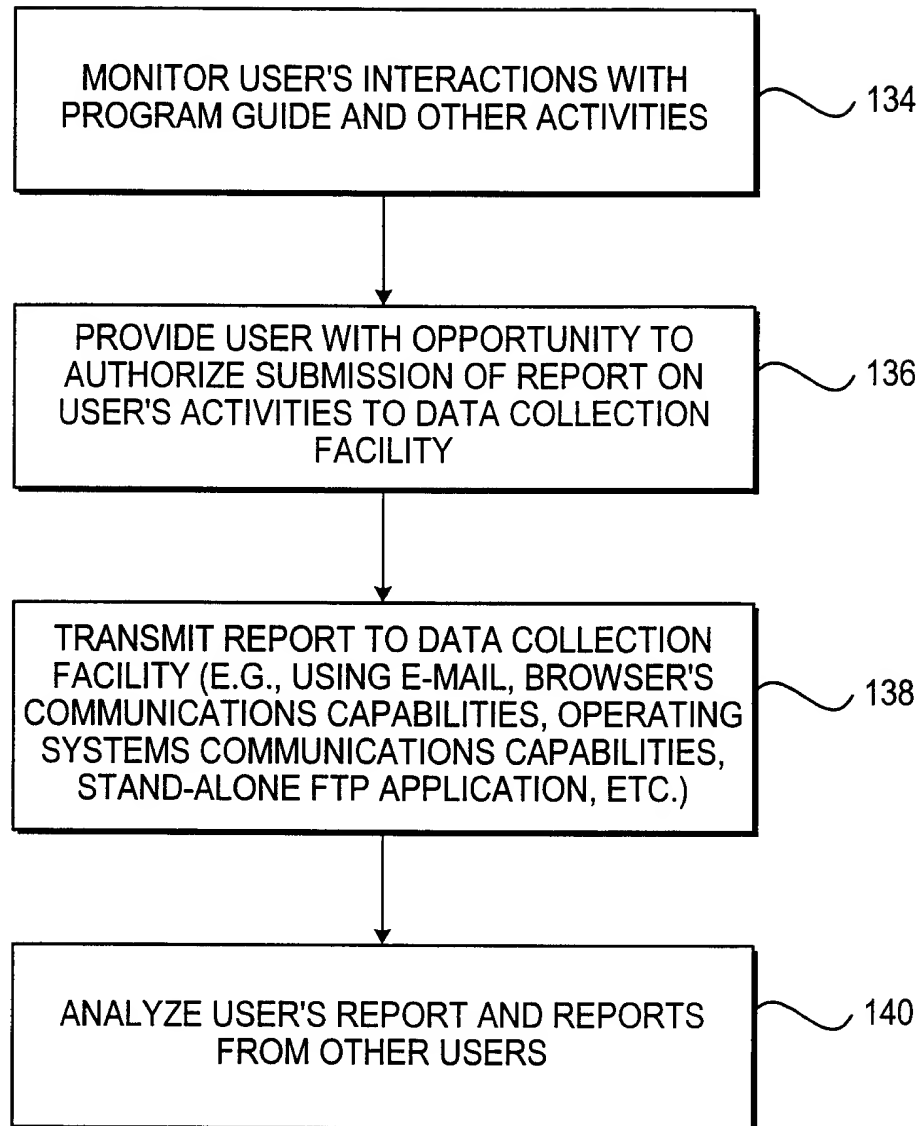 MONITOR USER'S INTERACTIONS WITH
PROGRAM GUIDE AND OTHER ACTIVITIES
134
PROVIDE USER WITH OPPORTUNITY TO
AUTHORIZE SUBMISSION OF REPORT ON
USER'S ACTIVITIES TO DATA COLLECTION
FACILITY
136
TRANSMIT REPORT TO DATA COLLECTION
FACILITY (E.G., USING E-MAIL, BROWSER'S
COMMUNICATIONS CAPABILITIES, OPERATING
SYSTEMS COMMUNICATIONS CAPABILITIES,
STAND-ALONE FTP APPLICATION, ETC.)
138
ANALYZE USER'S REPORT AND REPORTS
FROM OTHER USERS
140